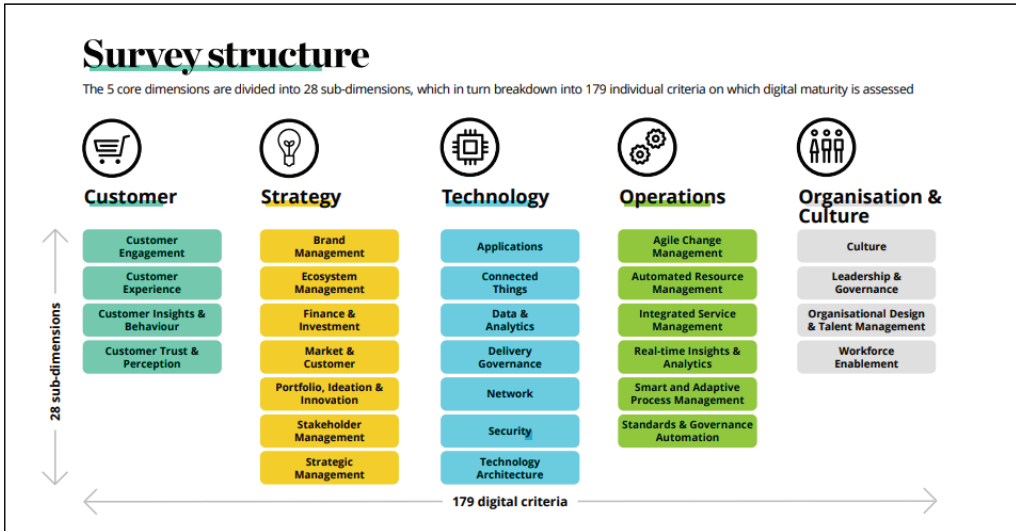 Survey structure
The 5 core dimensions are divided into 28 sub-dimensions, which in turn breakdown into 179 individual criteria on which digital maturity is assessed
Customer
Customer
Engagement
Customer
Experience
Customer Insights &
Behaviour
Customer Trust &
Perception
Strategy
Brand
Management
Ecosystem
Management
Finance &
Investment
Market &
Customer
Portfolio, Ideation &
Innovation
Stakeholder
Management
Strategic
Management
Technology
Applications
Connected
Things
Data &
Analytics
Delivery
Governance
Network
Security
Technology
Architecture
Operations
Agile Change
Management
Automated Resource
Management
Integrated Service
Management
Real-time Insights &
Analytics
Smart and Adaptive
Process Management
Standards & Governance
Automation
Organisation &
Culture
Culture
Leadership &
Governance
Organisational Design
& Talent Management
Workforce
Enablement
28 sub-dimensions
179 digital criteria